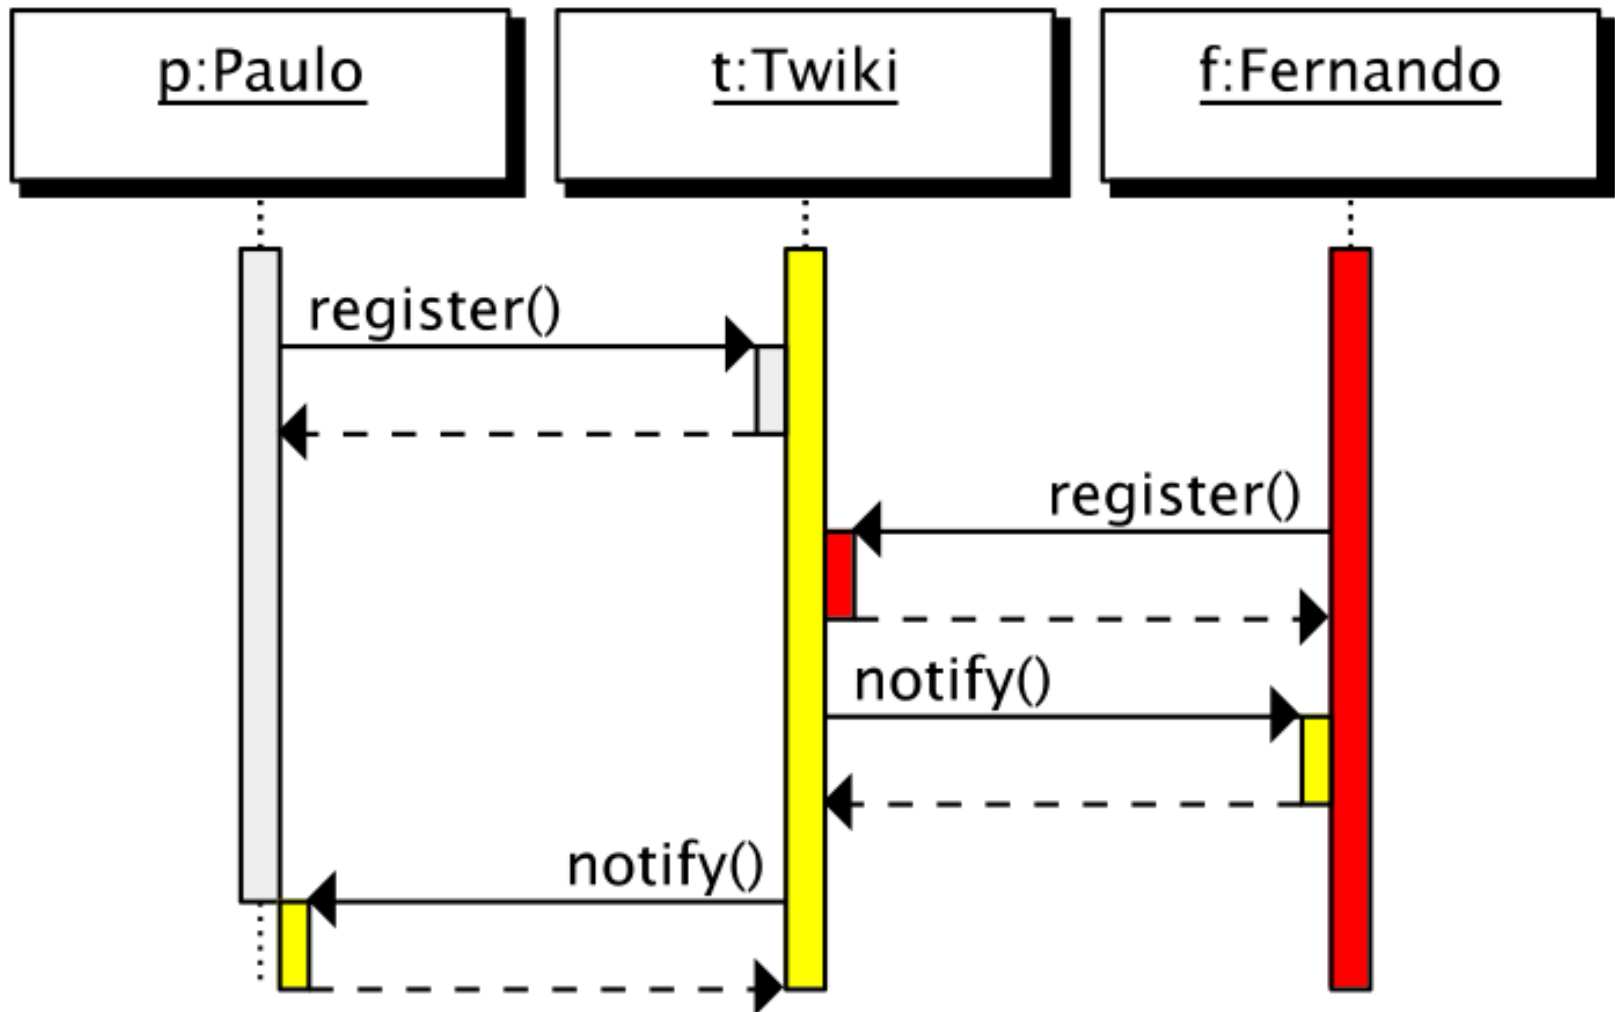 p:Paulo
t:Twiki
f:Fernando
register()
register()
notify()
notify()